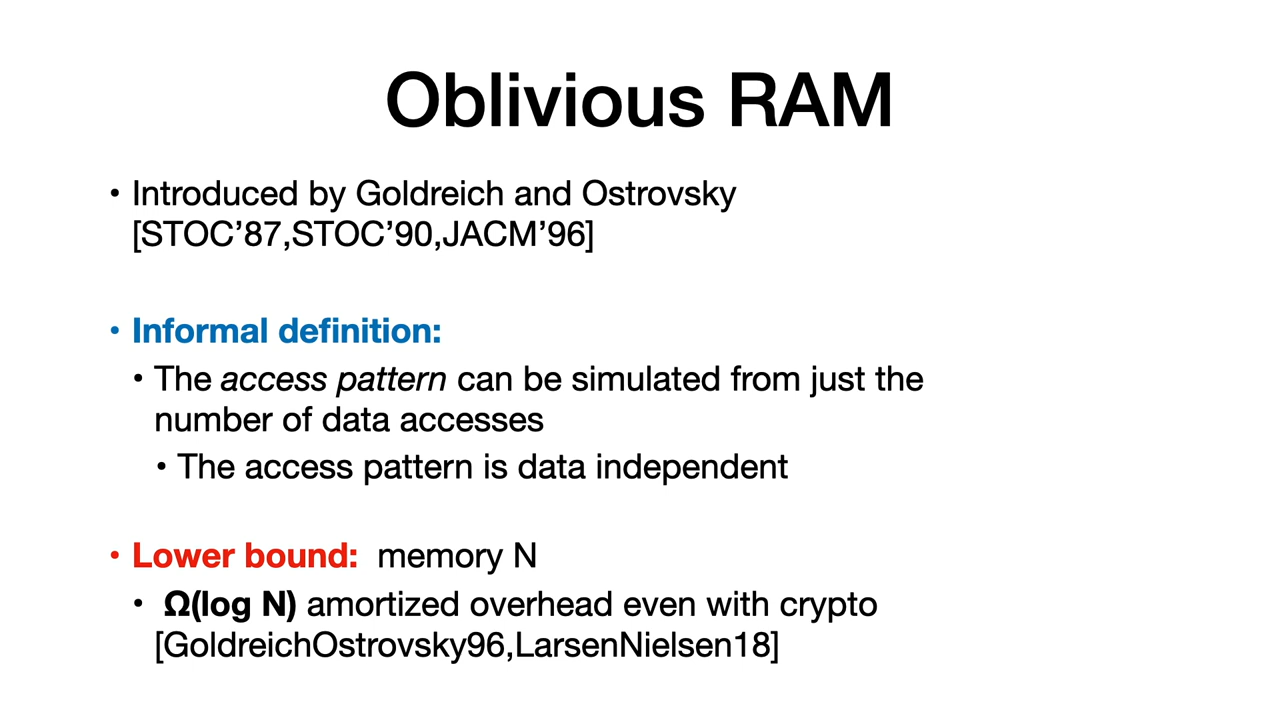 Oblivious RAM
• Introduced by Goldreich and Ostrovsky
[STOC’87,STOC’90,JACM’96]
• Informal definition:
• The access pattern can be simulated from just the
number of data accesses
• The access pattern is data independent
• Lower bound: memory N
• Ω(log N) amortized overhead even with crypto
[GoldreichOstrovsky96,LarsenNielsen18]